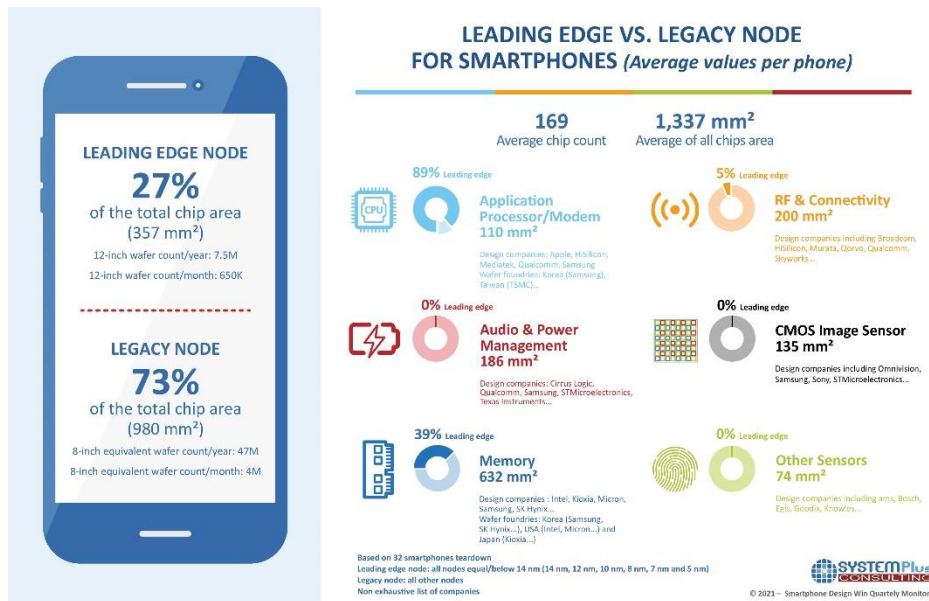 LEADING EDGE NODE
27%
of the total chip area
(357 mm²)
12-inch wafer count/year: 7.5M
12-inch wafer count/month: 650K
LEGACY NODE
73%
of the total chip area
(980 mm²)
8-inch equivalent wafer count/year: 47M
8-inch equivalent wafer count/month: 4M
LEADING EDGE VS. LEGACY NODE
FOR SMARTPHONES (Average values per phone)
169
Average chip count
1,337 mm²
Average of all chips area
89% Leading edge
CPU
Application
Processor/Modem
110 mm²
Design companies: Apple, HiSilicon,
Mediatek, Qualcomm, Samsung
Wafer foundries: Korea (Samsung),
Taiwan (TSMC)...
5% Leading edge
RF & Connectivity
200 mm²
Design companies including Broadcom,
HiSilicon, Murata, Qorvo, Qualcomm,
Skyworks...
0% Leading edge
Audio & Power
Management
186 mm²
Design companies: Cirrus Logic,
Qualcomm, Samsung, STMicroelectronics,
Texas Instruments...
0% Leading edge
CMOS Image Sensor
135 mm²
Design companies including Omnivision,
Samsung, Sony, STMicroelectronics...
39% Leading edge
Memory
632 mm²
Design companies : Intel, Kioxia, Micron,
Samsung, SK Hynix...
Wafer foundries: Korea (Samsung,
SK Hynix...), USA (Intel, Micron...) and
Japan (Kioxia...)
0% Leading edge
Other Sensors
74 mm²
Design companies including ams, Bosch,
Egis, Goodix, Knowles...
Based on 32 smartphones teardown
Leading edge node: all nodes equal/below 14 nm (14 nm, 12 nm, 10 nm, 8 nm, 7 nm and 5 nm)
Legacy node: all other nodes
Non exhaustive list of companies
SYSTEMPlus
CONSULTING
© 2021 – Smartphone Design Win Quartely Monitor